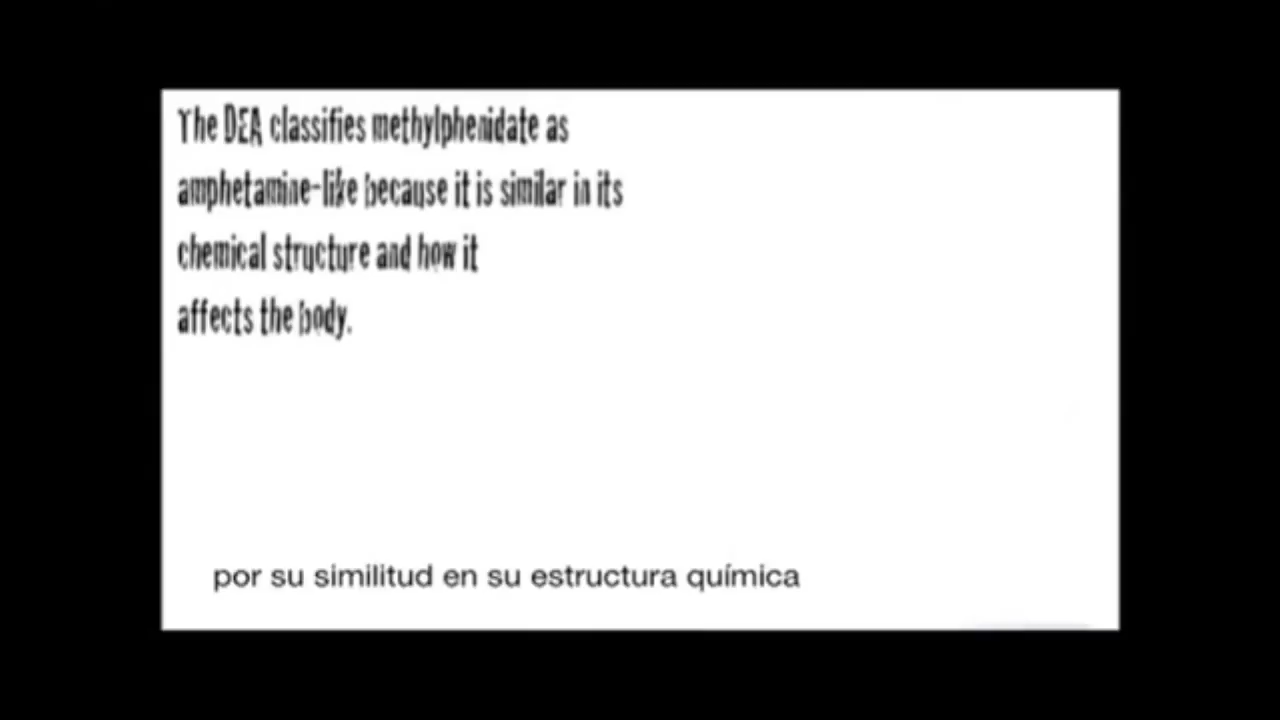 The DEA classifies methylphenidate as
amphetamine-like because it is similar in its
chemical structure and how it
affects the body.
por su similitud en su estructura química